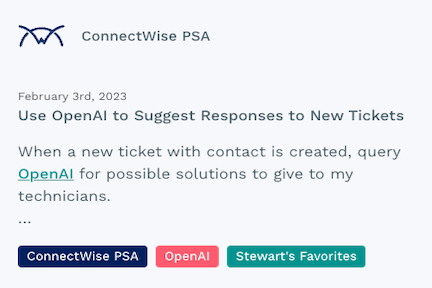 ConnectWise PSA
February 3rd, 2023
Use OpenAI to Suggest Responses to New Tickets
When a new ticket with contact is created, query
OpenAI for possible solutions to give to my
technicians.
...
ConnectWise PSA OpenAI Stewart's Favorites